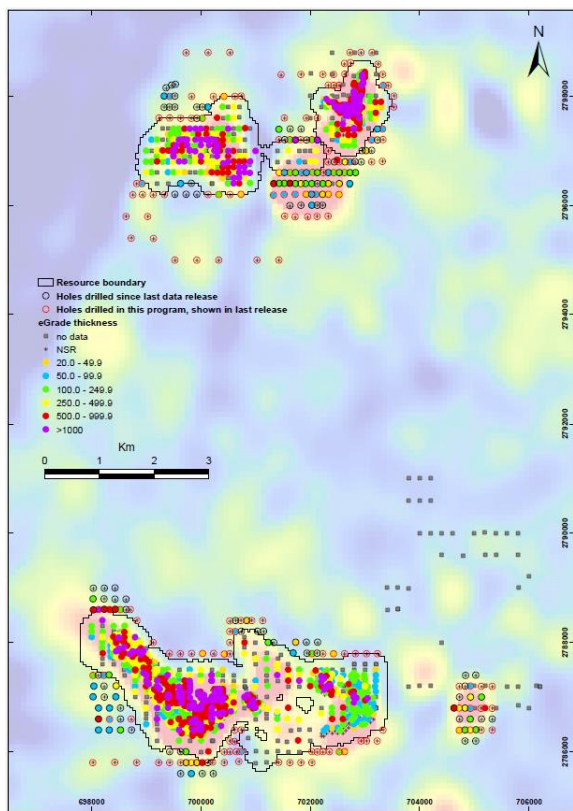 N
2798000
2796000
Resource boundary
Holes drilled since last data release
Holes drilled in this program, shown in last release
eGrade thickness
no data
NSR
20.0 - 49.9
50.0 - 99.9
100.0 - 249.9
250.0 - 499.9
500.0 - 999.9
>1000
2794000
2792000
Km
0 1 2 3
2790000
2788000
2786000
698000 700000 702000 704000 706000